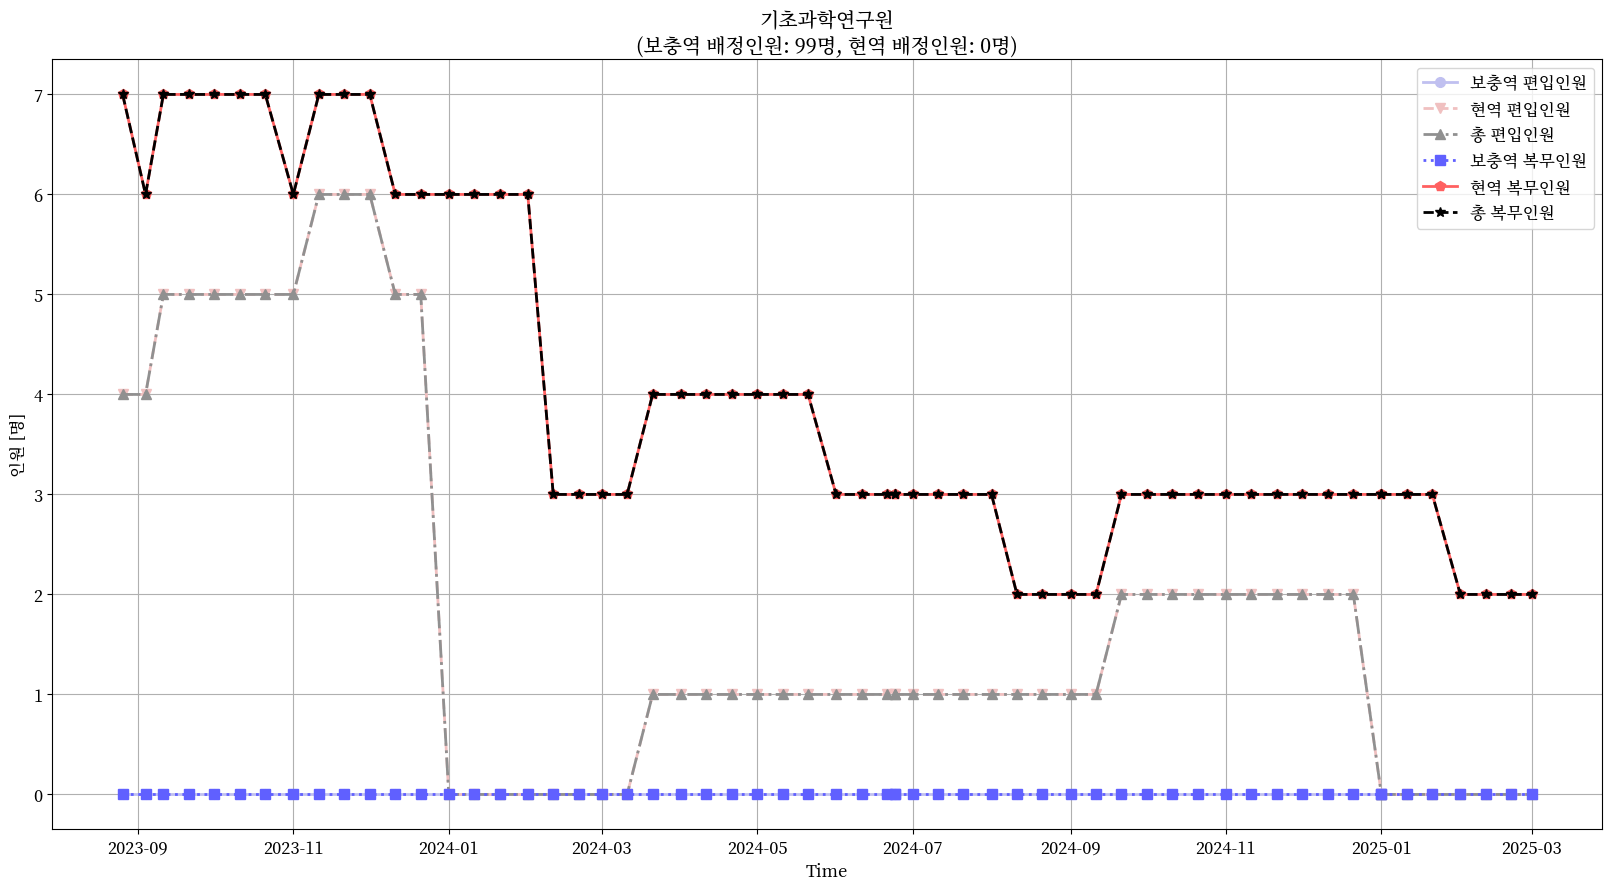 기초과학연구원
(보충역 배정인원: 99명, 현역 배정인원: 0명)
보충역 편입인원
현역 편입인원
총 편입인원
보충역 복무인원
현역 복무인원
총 복무인원
인원 [명]
7
6
5
4
3
2
1
0
2023-09 2023-11 2024-01 2024-03 2024-05 2024-07 2024-09 2024-11 2025-01 2025-03
Time